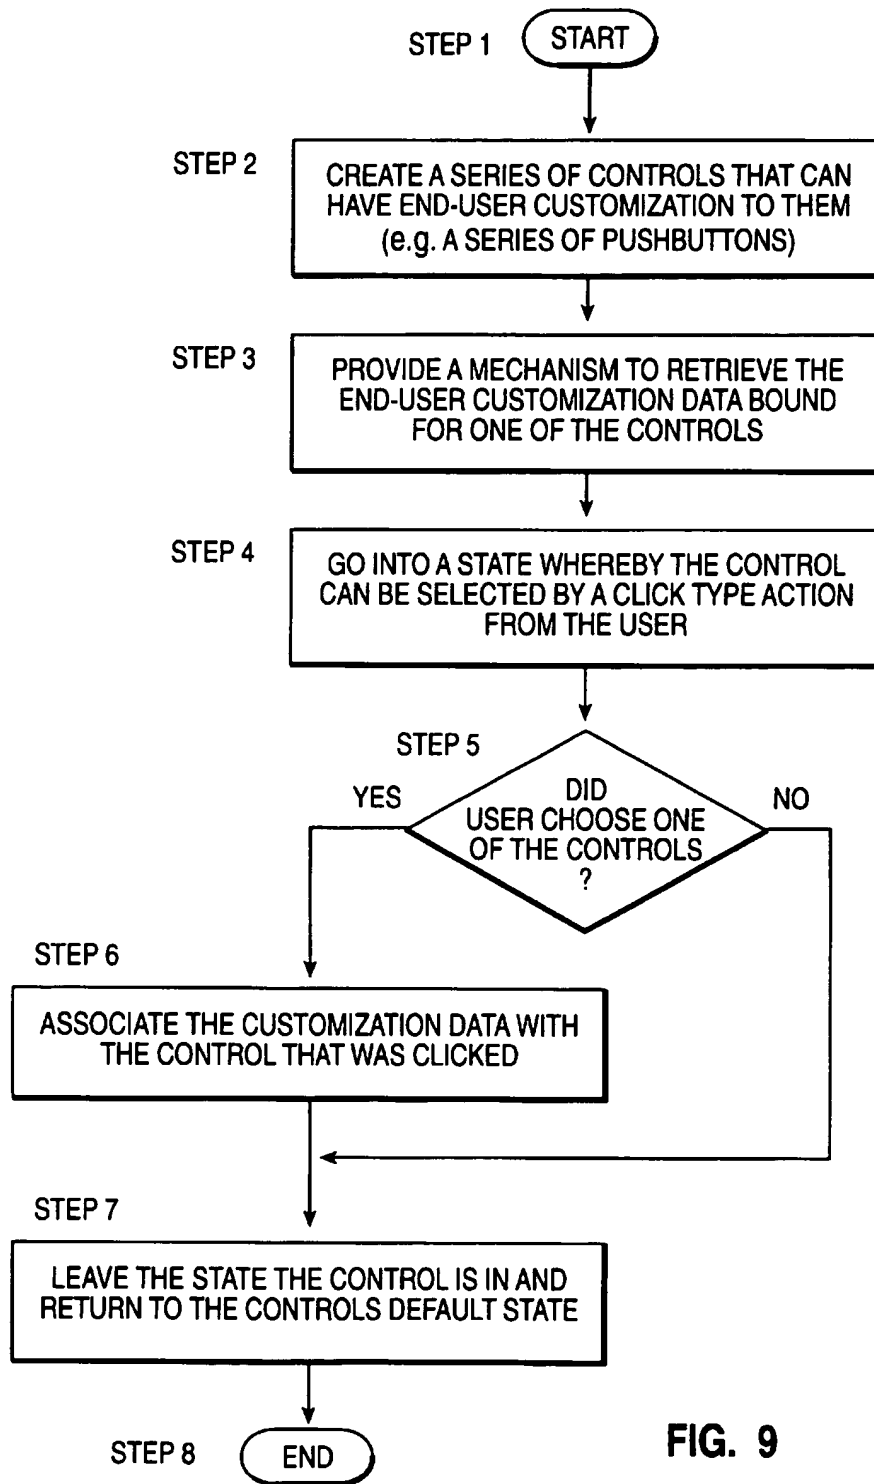 STEP 1
START
STEP 2
CREATE A SERIES OF CONTROLS THAT CAN
HAVE END-USER CUSTOMIZATION TO THEM
(e.g. A SERIES OF PUSHBUTTONS)
STEP 3
PROVIDE A MECHANISM TO RETRIEVE THE
END-USER CUSTOMIZATION DATA BOUND
FOR ONE OF THE CONTROLS
STEP 4
GO INTO A STATE WHEREBY THE CONTROL
CAN BE SELECTED BY A CLICK TYPE ACTION
FROM THE USER
STEP 5
YES
DID
USER CHOOSE ONE
OF THE CONTROLS
?
NO
STEP 6
ASSOCIATE THE CUSTOMIZATION DATA WITH
THE CONTROL THAT WAS CLICKED
STEP 7
LEAVE THE STATE THE CONTROL IS IN AND
RETURN TO THE CONTROLS DEFAULT STATE
STEP 8
END
FIG. 9